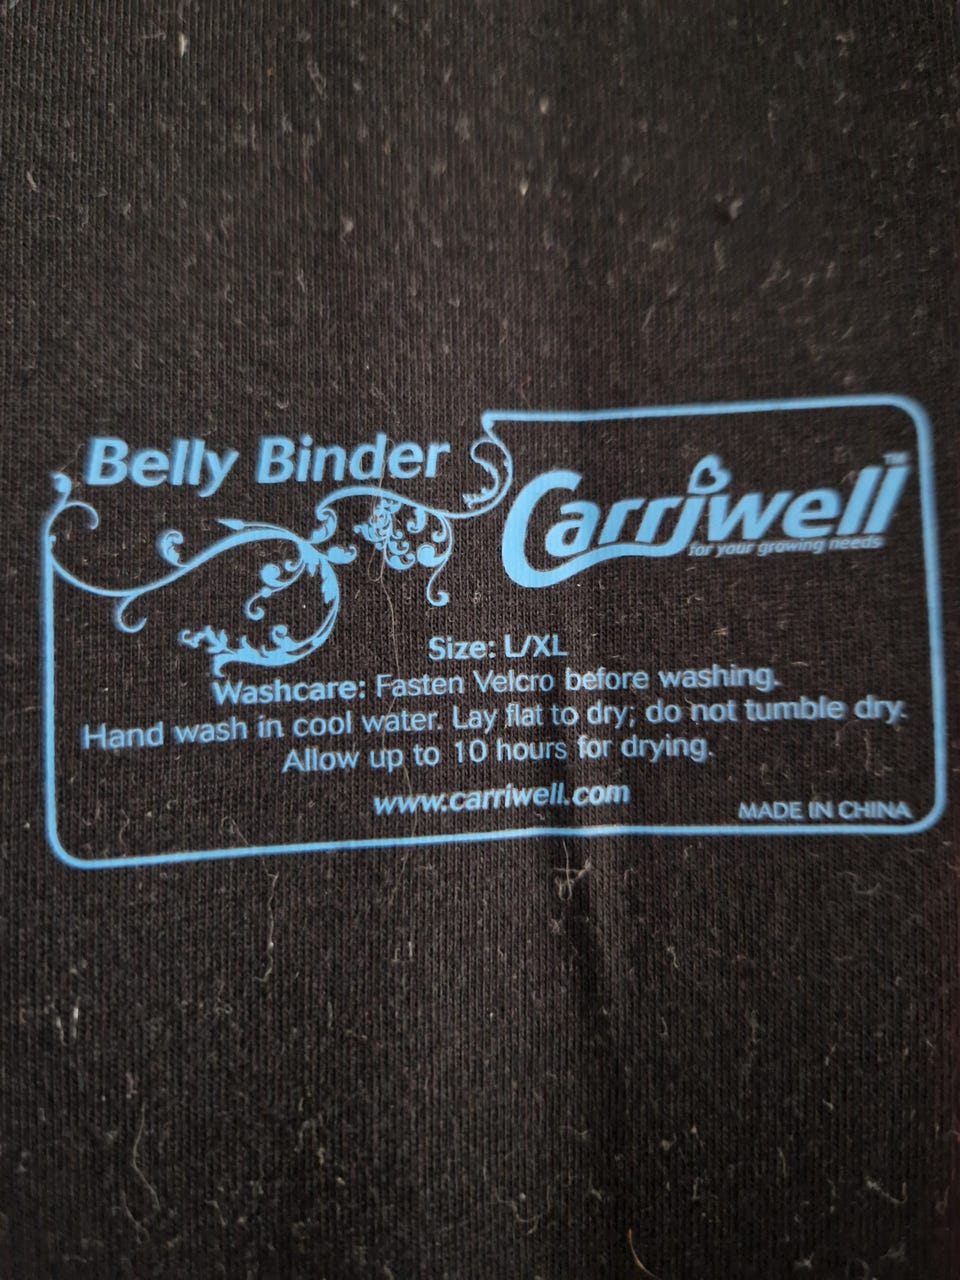 Belly Binder
Carriwell™
for your growing needs
Size: L/XL
Washcare: Fasten Velcro before washing.
Hand wash in cool water. Lay flat to dry; do not tumble dry.
Allow up to 10 hours for drying.
www.carriwell.com
MADE IN CHINA